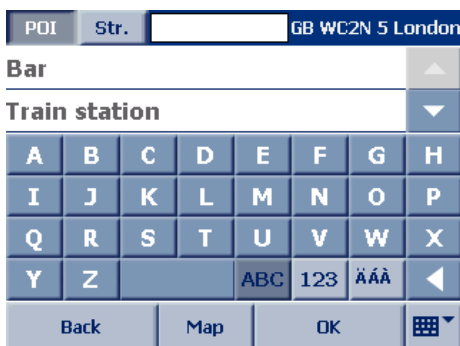 POI Str. GB WC2N 5 London
Bar
Train station
A B C D E F G H
I J K L M N O P
Q R S T U V W X
Y Z ABC 123 ÄÁÀ
Back Map OK